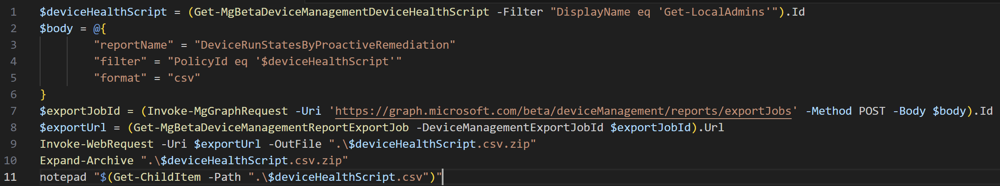 1 $deviceHealthScript = (Get-MgBetaDeviceManagementDeviceHealthScript -Filter "DisplayName eq 'Get-LocalAdmins'").Id
2 $body = @{
3         "reportName" = "DeviceRunStatesByProactiveRemediation"
4         "filter" = "PolicyId eq '$deviceHealthScript'"
5         "format" = "csv"
6 }
7 $exportJobId = (Invoke-MgGraphRequest -Uri 'https://graph.microsoft.com/beta/deviceManagement/reports/exportJobs' -Method POST -Body $body).Id
8 $exportUrl = (Get-MgBetaDeviceManagementReportExportJob -DeviceManagementExportJobId $exportJobId).Url
9 Invoke-WebRequest -Uri $exportUrl -OutFile ".\$deviceHealthScript.csv.zip"
10 Expand-Archive ".\$deviceHealthScript.csv.zip"
11 notepad "$(Get-ChildItem -Path ".\$deviceHealthScript.csv")"